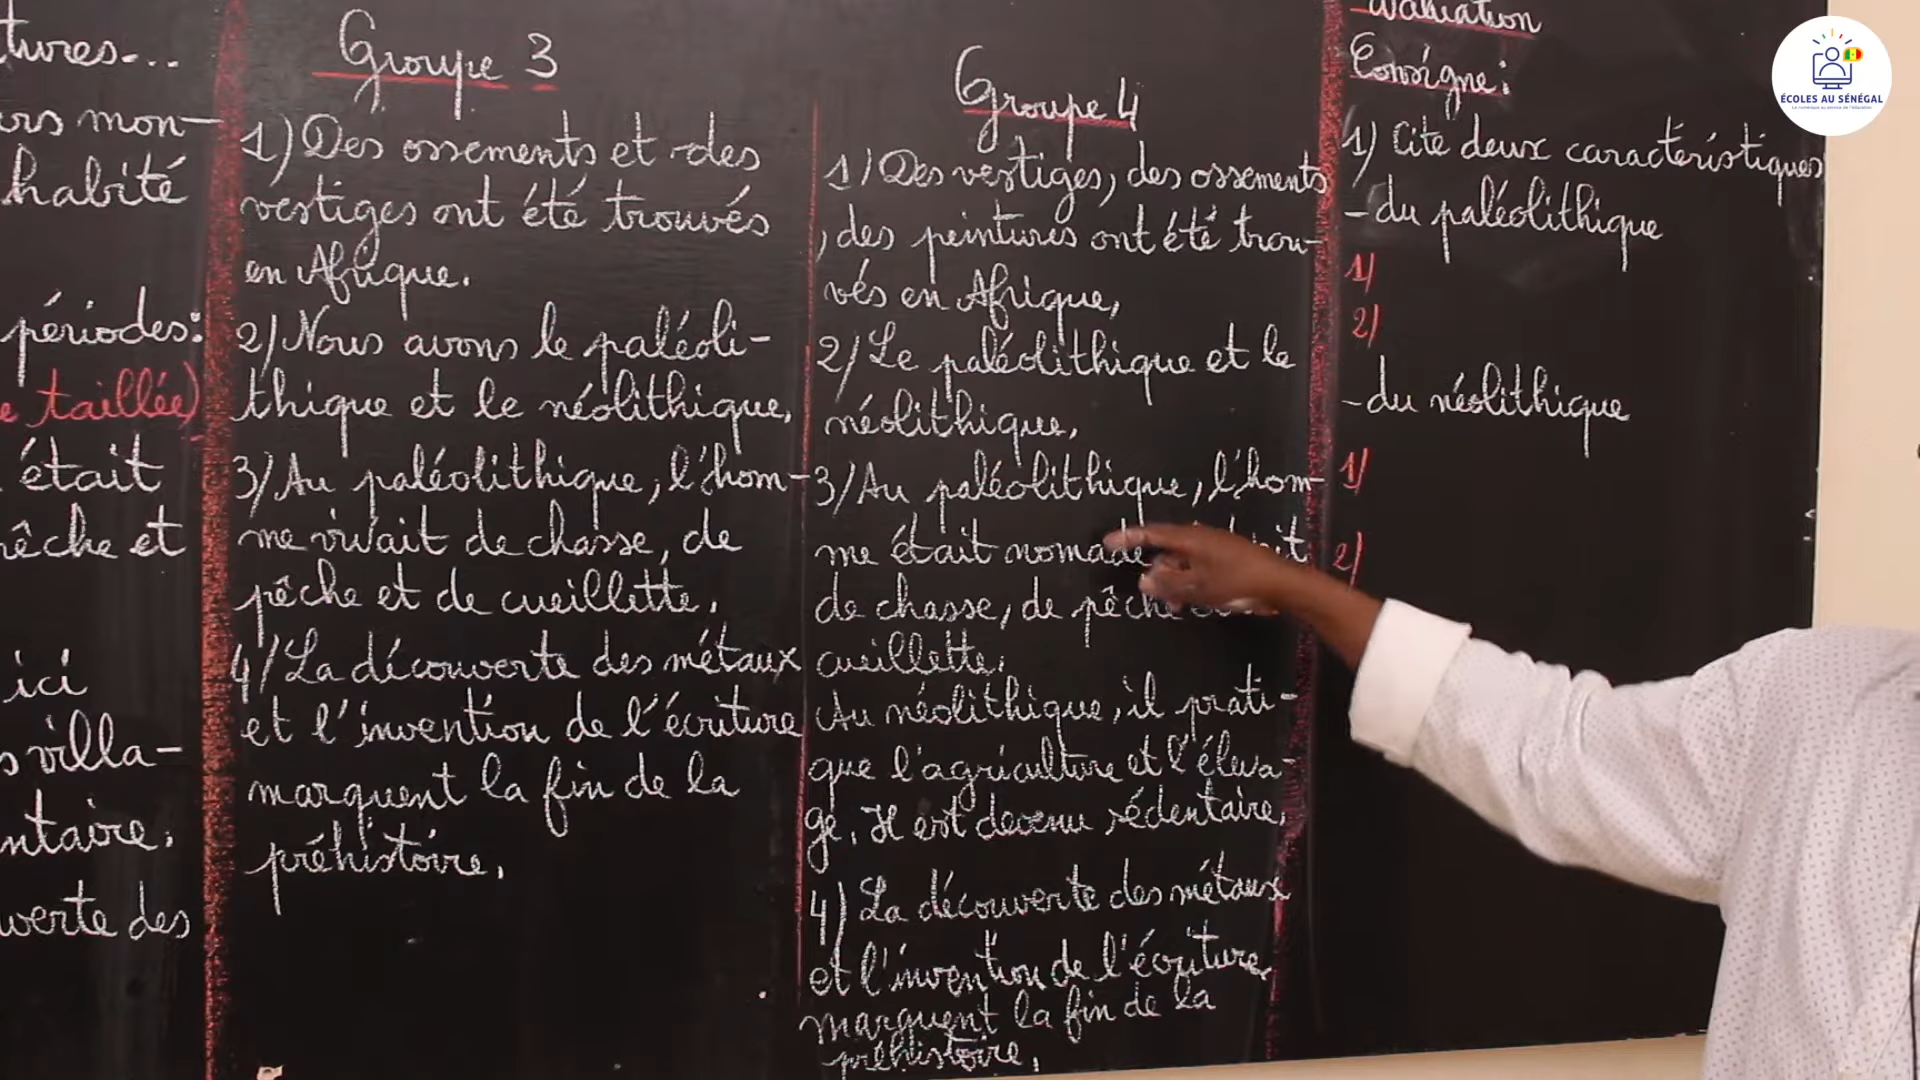 tures...
urs mon-
habité
périodes:
e taillée)
était
pêche et
ici
s villa-
ntaire.
verte des
Groupe 3
1) Des ossements et des
vestiges ont été trouvés
en Afrique.
2) Nous avons le paléoli-
thique et le néolithique.
3) Au paléolithique, l'hom-
me vivait de chasse, de
pêche et de cueillette.
4) La découverte des métaux
et l'invention de l'écriture
marquent la fin de la
préhistoire.
Groupe 4
1) Des vestiges, des ossements
, des peintures ont été trou-
vés en Afrique,
2) Le paléolithique et le
néolithique,
3) Au paléolithique, l'hom-
me était nomade
de chasse, de pêche
cueillette.
Au néolithique, il prati-
que l'agriculture et l'éleva-
ge. Il est devenu sédentaire.
4) La découverte des métaux
et l'invention de l'écriture
marquent la fin de la
préhistoire.
Evaluation
Consigne:
1) Cite deux caractéristiques
- du paléolithique
1)
2)
- du néolithique
1)
2)
ÉCOLES AU SÉNÉGAL